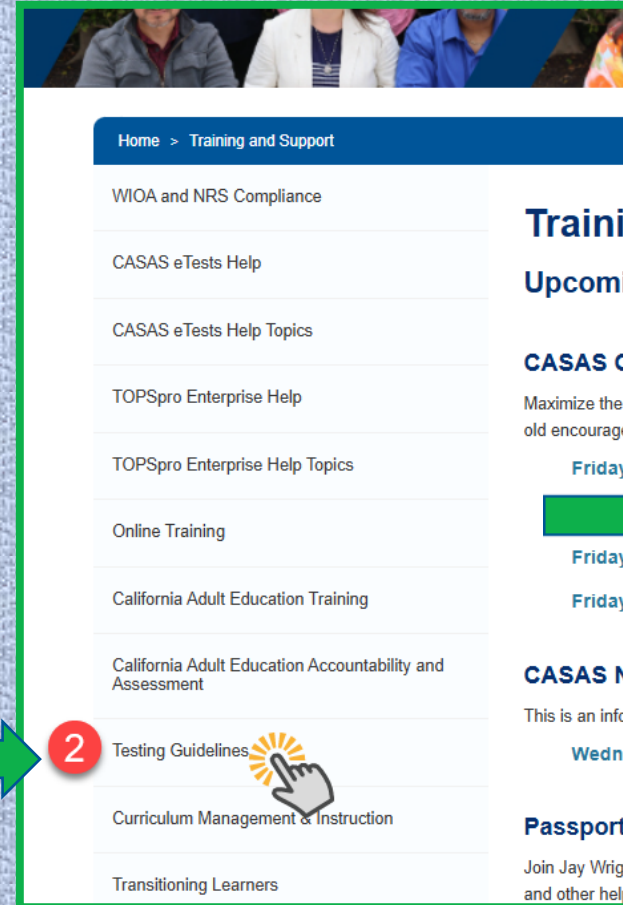 Home > Training and Support
WIOA and NRS Compliance
CASAS eTests Help
CASAS eTests Help Topics
TOPSpro Enterprise Help
TOPSpro Enterprise Help Topics
Online Training
California Adult Education Training
California Adult Education Accountability and
Assessment
2
Testing Guidelines
Curriculum Management & Instruction
Transitioning Learners
Traini
Upcom
CASAS
Maximize the
old encourag
Friday
Friday
Friday
CASAS N
This is an info
Wedn
Passport
Join Jay Wrig
and other hel